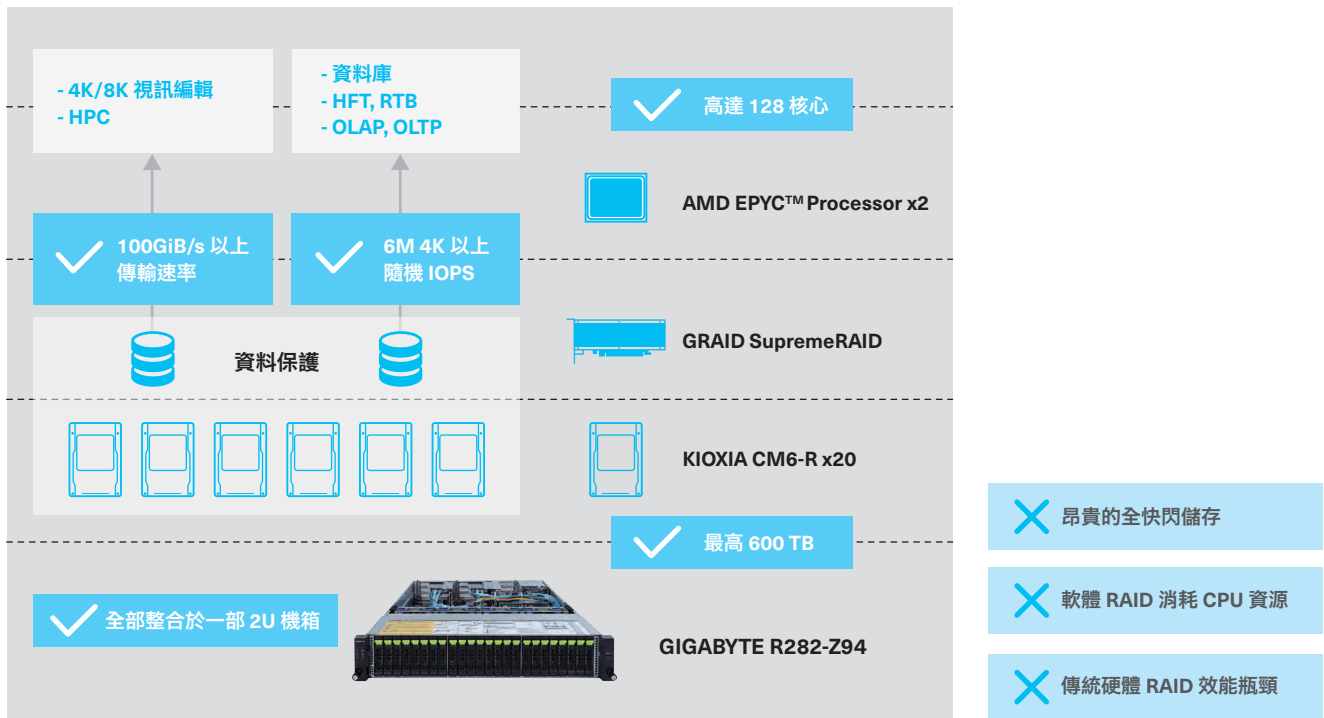 - 4K/8K 視訊編輯
- HPC
- 資料庫
- HFT, RTB
- OLAP, OLTP
高達 128 核心
AMD EPYC™ Processor x2
100GiB/s 以上
傳輸速率
6M 4K 以上
隨機 IOPS
資料保護
GRAID SupremeRAID
KIOXIA CM6-R x20
最高 600 TB
全部整合於一部 2U 機箱
GIGABYTE R282-Z94
昂貴的全快閃儲存
軟體 RAID 消耗 CPU 資源
傳統硬體 RAID 效能瓶頸